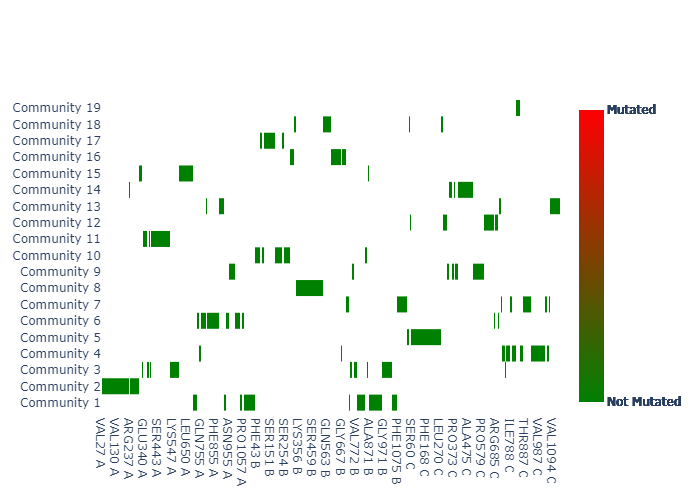 Community 19
Community 18
Community 17
Community 16
Community 15
Community 14
Community 13
Community 12
Community 11
Community 10
Community 9
Community 8
Community 7
Community 6
Community 5
Community 4
Community 3
Community 2
Community 1
VAL27 A
VAL130 A
ARG237 A
GLU340 A
SER443 A
LYS547 A
LEU650 A
GLN755 A
PHE855 A
ASN955 A
PRO1057 A
PHE43 B
SER151 B
SER254 B
LYS356 B
SER459 B
GLN563 B
GLY667 B
VAL772 B
ALA871 B
GLY971 B
PHE1075 B
SER60 C
PHE168 C
LEU270 C
PRO373 C
ALA475 C
PRO579 C
ARG685 C
ILE788 C
THR887 C
VAL987 C
VAL1094 C
Mutated
Not Mutated